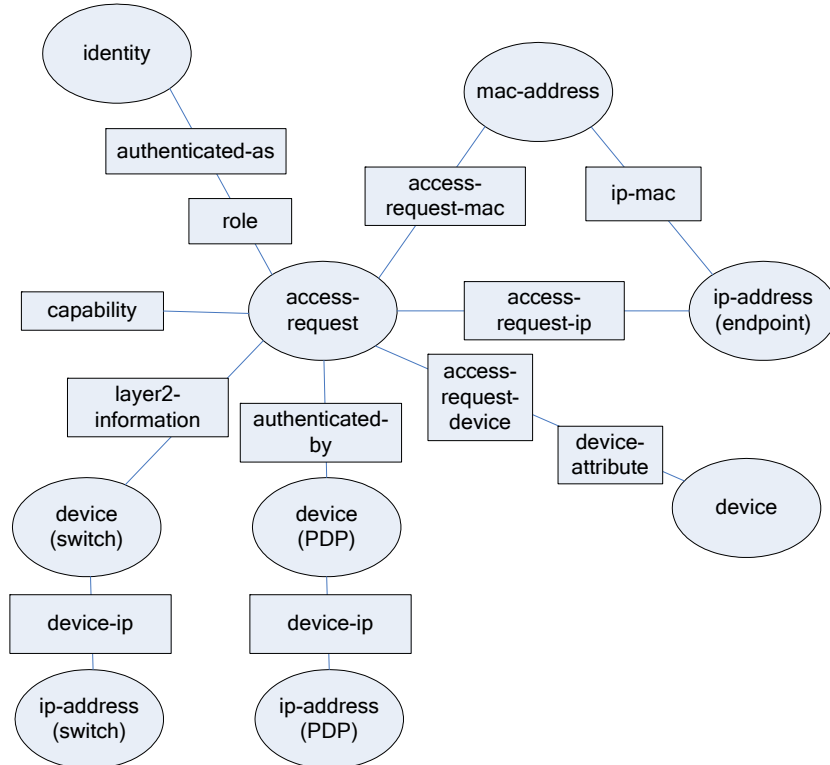 identity
mac-address
authenticated-as
access-
request-mac
ip-mac
role
capability
access-
request
access-
request-ip
ip-address
(endpoint)
layer2-
information
authenticated-
by
access-
request-
device
device-
attribute
device
(switch)
device
(PDP)
device
device-ip
device-ip
ip-address
(switch)
ip-address
(PDP)